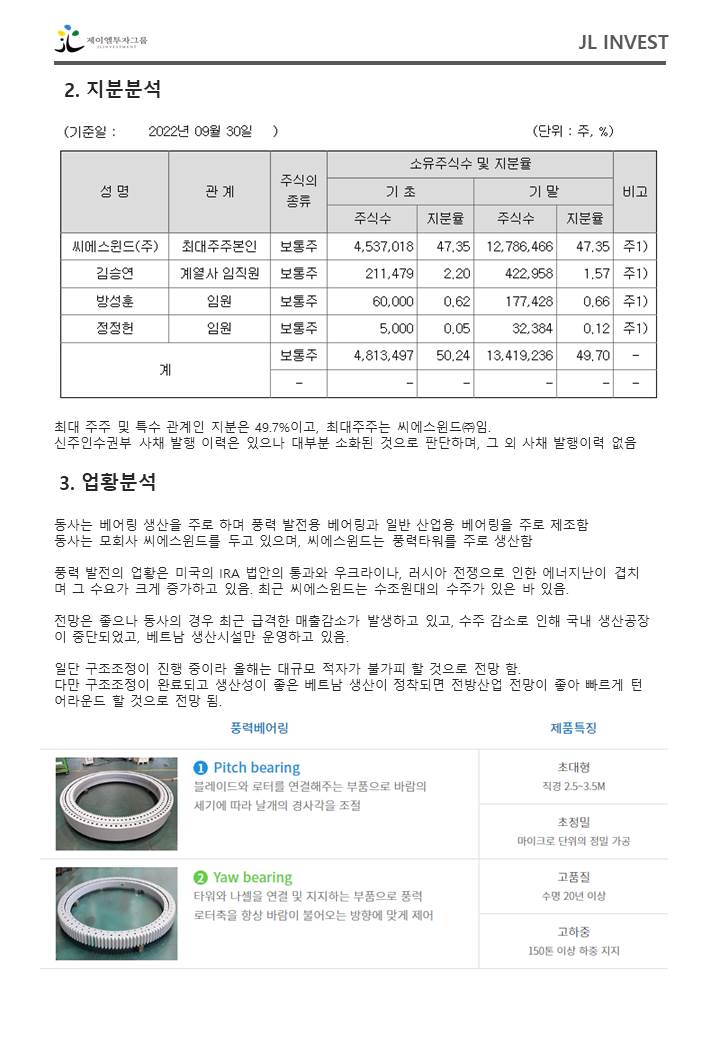 제이엘투자그룹
JL INVESTMENT
JL INVEST
2. 지분분석
(기준일 : 2022년 09월 30일 ) (단위 : 주, %)
성 명 관 계 주식의 종류 소유주식수 및 지분율 비고
기 초 기 말
주식수 지분율 주식수 지분율
씨에스윈드(주) 최대주주본인 보통주 4,537,018 47.35 12,786,466 47.35 주1)
김승연 계열사 임직원 보통주 211,479 2.20 422,958 1.57 주1)
방성훈 임원 보통주 60,000 0.62 177,428 0.66 주1)
정정헌 임원 보통주 5,000 0.05 32,384 0.12 주1)
계 보통주 4,813,497 50.24 13,419,236 49.70 -
- - - - - -
최대 주주 및 특수 관계인 지분은 49.7%이고, 최대주주는 씨에스윈드㈜임.
신주인수권부 사채 발행 이력은 있으나 대부분 소화된 것으로 판단하며, 그 외 사채 발행이력 없음
3. 업황분석
동사는 베어링 생산을 주로 하며 풍력 발전용 베어링과 일반 산업용 베어링을 주로 제조함
동사는 모회사 씨에스윈드를 두고 있으며, 씨에스윈드는 풍력타워를 주로 생산함
풍력 발전의 업황은 미국의 IRA 법안의 통과와 우크라이나, 러시아 전쟁으로 인한 에너지난이 겹치
며 그 수요가 크게 증가하고 있음. 최근 씨에스윈드는 수조원대의 수주가 있은 바 있음.
전망은 좋으나 동사의 경우 최근 급격한 매출감소가 발생하고 있고, 수주 감소로 인해 국내 생산공장
이 중단되었고, 베트남 생산시설만 운영하고 있음.
일단 구조조정이 진행 중이라 올해는 대규모 적자가 불가피 할 것으로 전망 함.
다만 구조조정이 완료되고 생산성이 좋은 베트남 생산이 정착되면 전방산업 전망이 좋아 빠르게 턴
어라운드 할 것으로 전망 됨.
풍력베어링 제품특징
1 Pitch bearing
블레이드와 로터를 연결해주는 부품으로 바람의
세기에 따라 날개의 경사각을 조절
초대형
직경 2.5~3.5M
초정밀
마이크로 단위의 정밀 가공
2 Yaw bearing
타워와 나셀을 연결 및 지지하는 부품으로 풍력
로터축을 항상 바람이 불어오는 방향에 맞게 제어
고품질
수명 20년 이상
고하중
150톤 이상 하중 지지